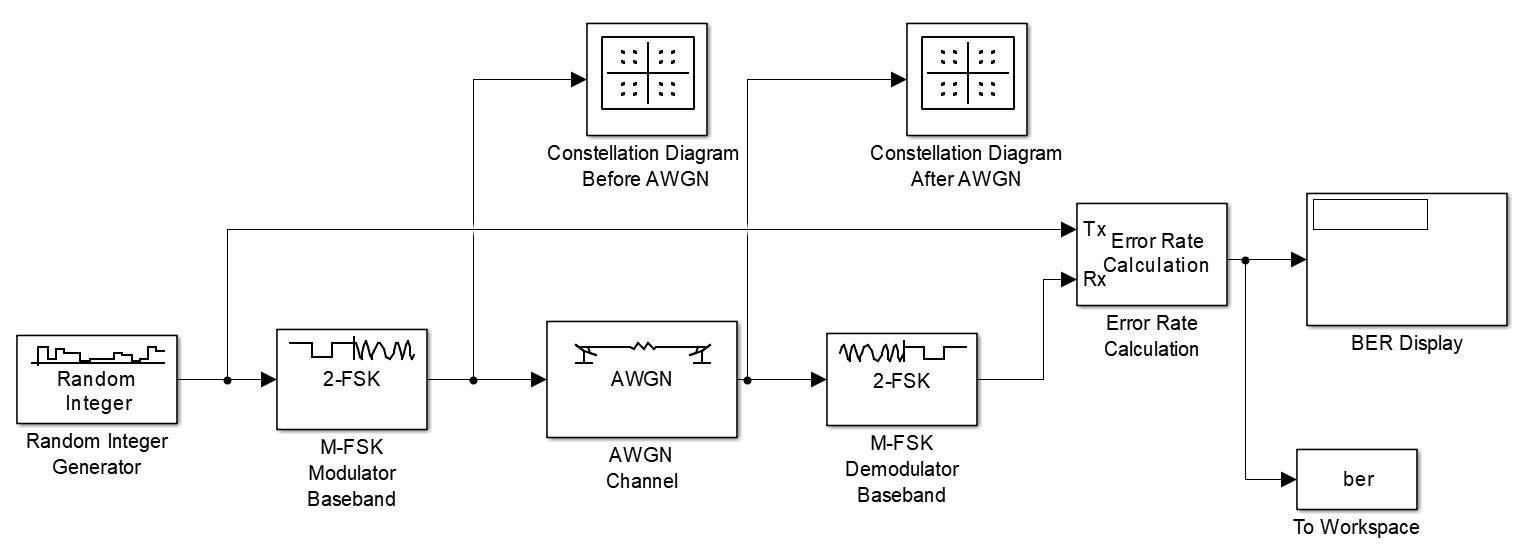 Constellation Diagram
Before AWGN
Constellation Diagram
After AWGN
Tx
Error Rate
Calculation
Rx
Error Rate
Calculation
BER Display
Random
Integer
Random Integer
Generator
2-FSK
M-FSK
Modulator
Baseband
AWGN
AWGN
Channel
2-FSK
M-FSK
Demodulator
Baseband
ber
To Workspace